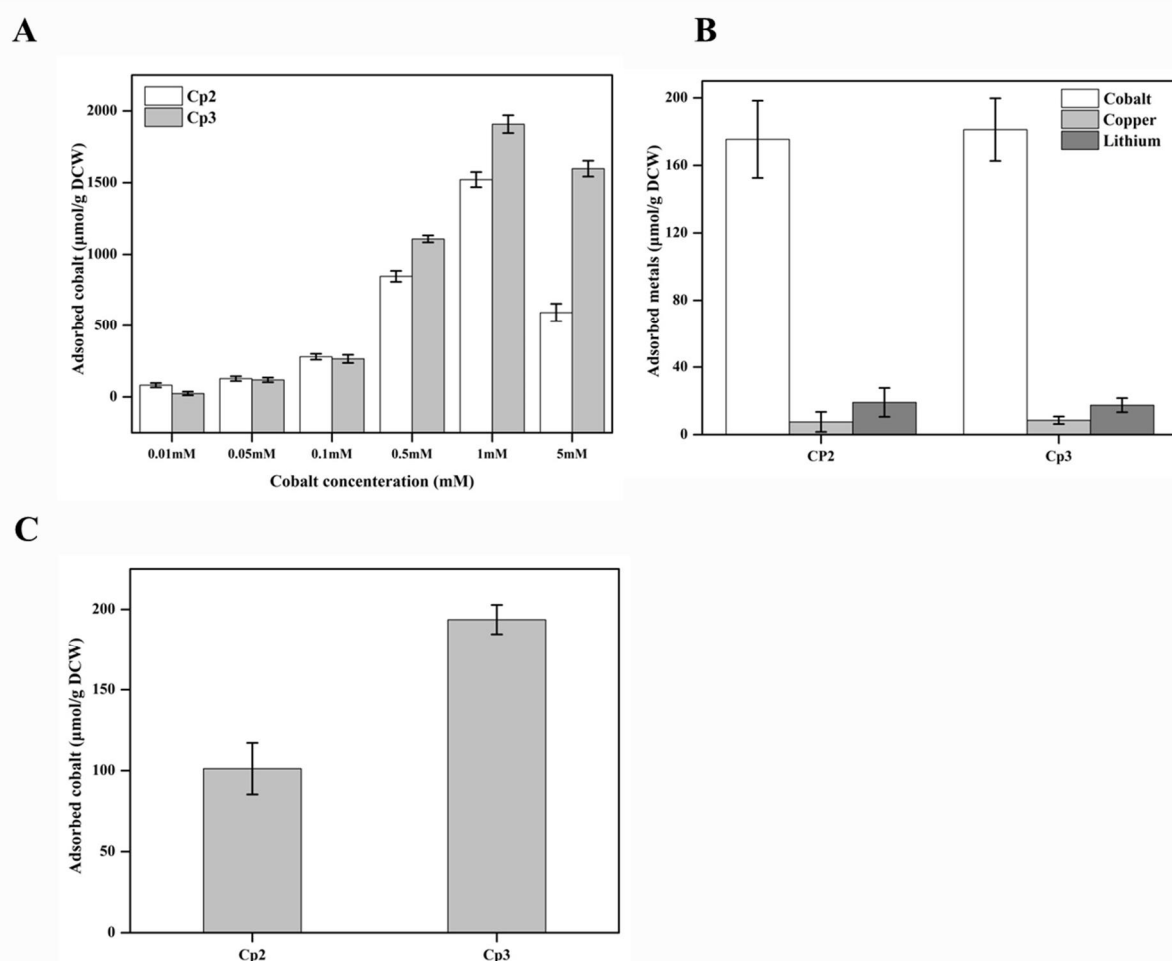 A
Cp2
Cp3
Adsorbed cobalt (µmol/g DCW)
2000
1500
1000
500
0
0.01mM 0.05mM 0.1mM 0.5mM 1mM 5mM
Cobalt concenteration (mM)
B
Cobalt
Copper
Lithium
Adsorbed metals (µmol/g DCW)
200
160
120
80
40
0
CP2 Cp3
C
Adsorbed cobalt (µmol/g DCW)
200
150
100
50
0
Cp2 Cp3